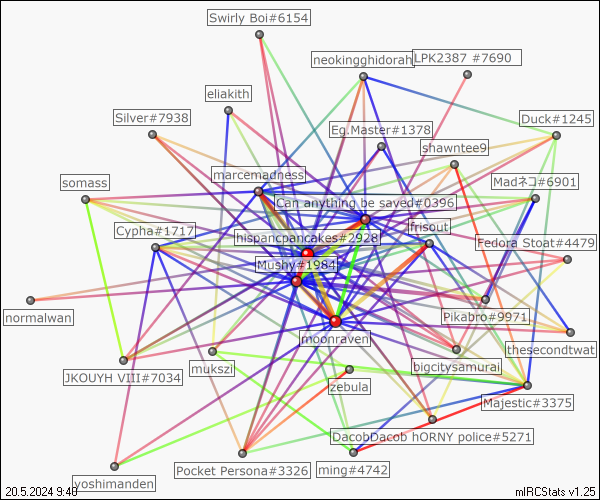 Swirly Boi#6154
neokingghidorah
LPK2387 #7690
eliakith
Silver#7938
Duck#1245
Eg.Master#1378
shawntee9
marcemadness
somass
Madネコ#6901
Can anything be saved#0396
Cypha#1717
frisout
hispancpancakes#2928
Fedora Stoat#4479
Mushy#1984
normalwan
Pikabro#9971
moonraven
thesecondtwat
JKOUYH VIII#7034
mukszi
bigcitysamurai
zebula
Majestic#3375
DacobDacob hORNY police#5271
Pocket Persona#3326
ming#4742
yoshimanden
20.5.2024 9:40
mIRCStats v1.25